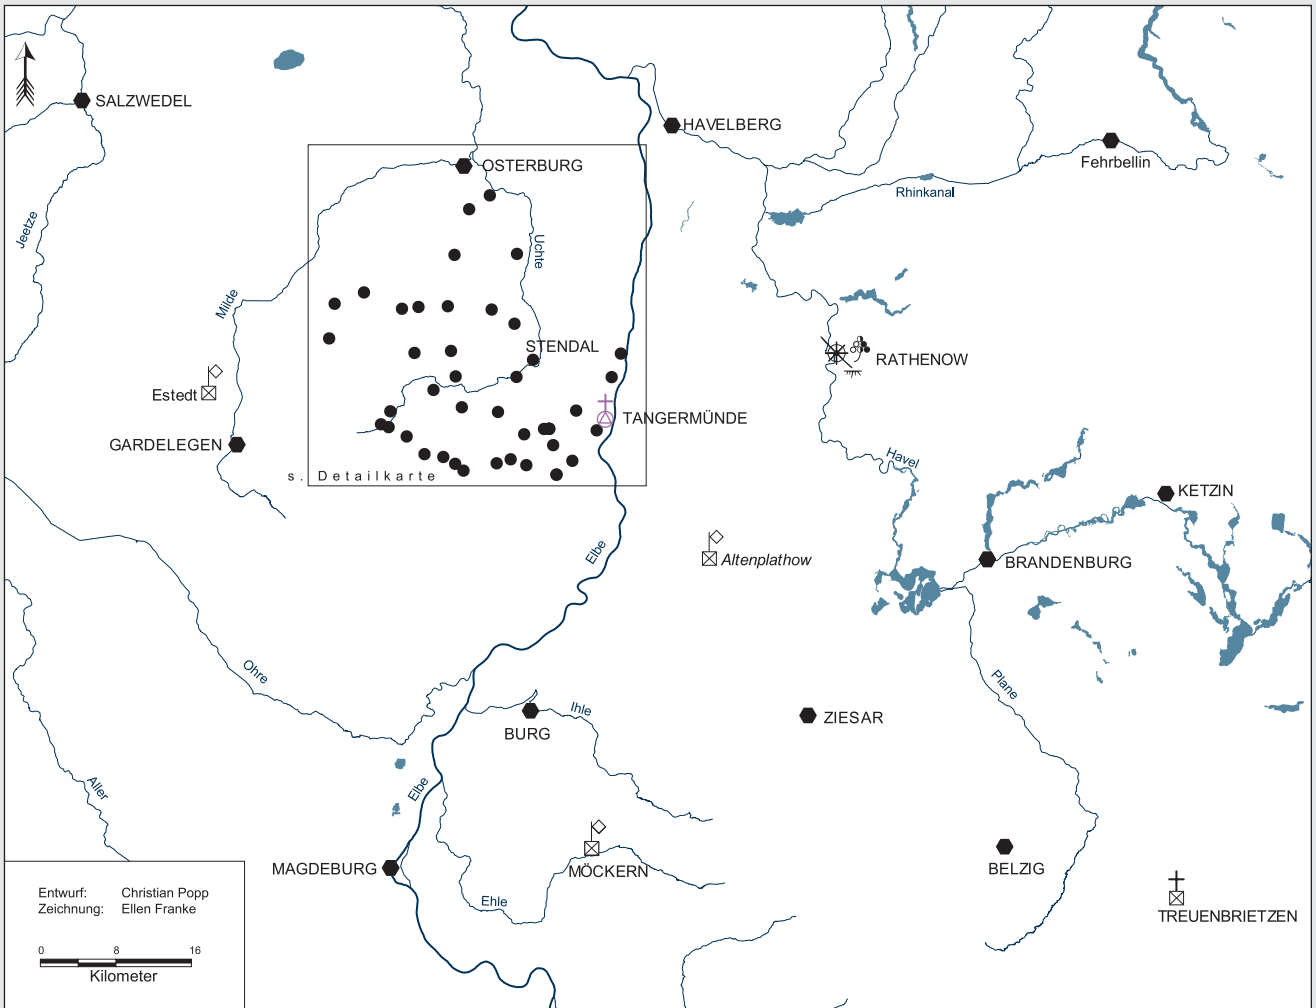 SALZWEDEL
HAVELBERG
Fehrbellin
OSTERBURG
Rhinkanal
Jeetze
Uchte
Milde
STENDAL
RATHENOW
Estedt
TANGERMÜNDE
GARDELEGEN
Havel
s. Detailkarte
KETZIN
Elbe
Altenplathow
BRANDENBURG
Ohre
Plane
Ihle
ZIESAR
BURG
Aller
Elbe
MAGDEBURG
MÖCKERN
BELZIG
Ehle
TREUENBRIETZEN
Entwurf: Christian Popp
Zeichnung: Ellen Franke
0 8 16
Kilometer